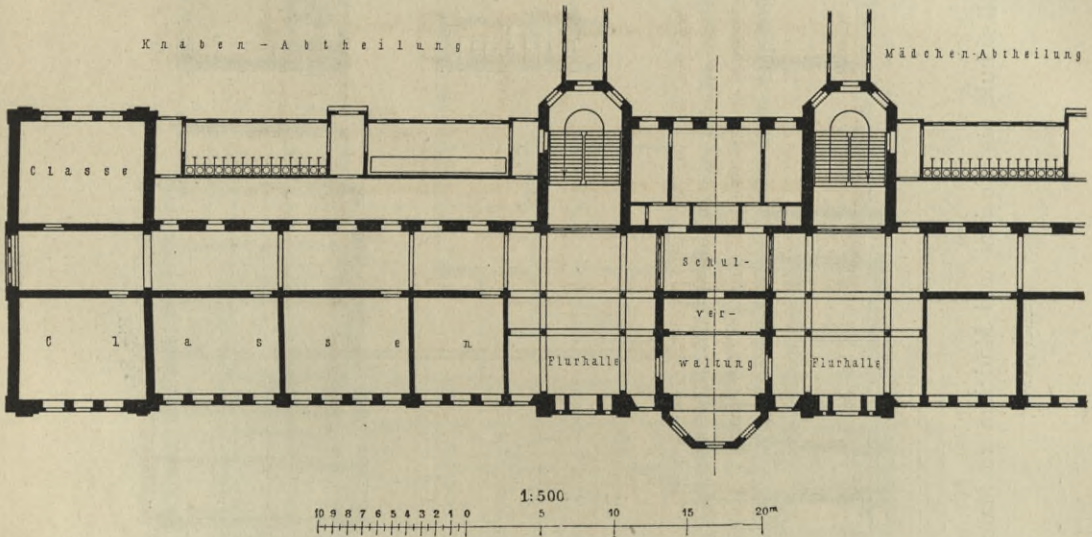 Knaben-Abtheilung
Mädchen-Abtheilung
Classe
Schul-
ver-
Classen
Flurhalle
waltung
Flurhalle
1:500
10 9 8 7 6 5 4 3 2 1 0 5 10 15 20m